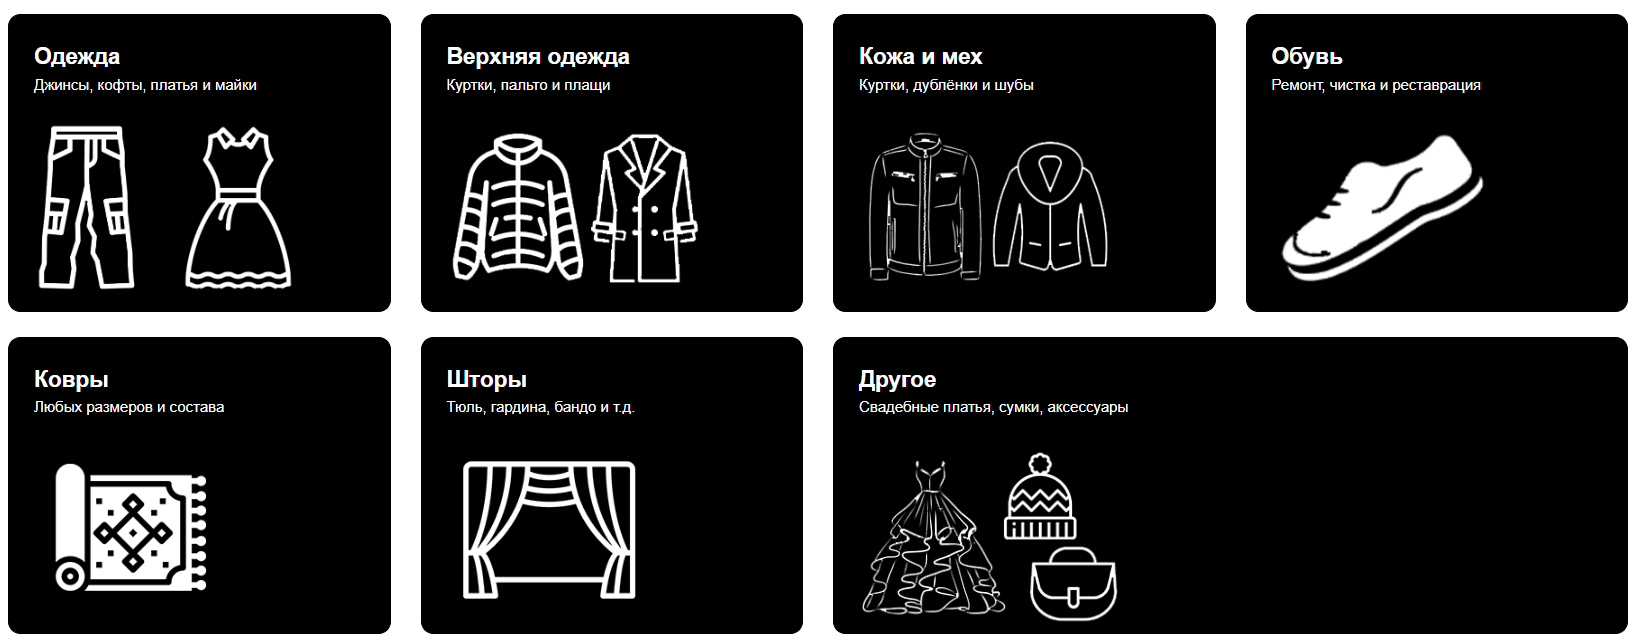 Одежда
Джинсы, кофты, платья и майки
Верхняя одежда
Куртки, пальто и плащи
Кожа и мех
Куртки, дублёнки и шубы
Обувь
Ремонт, чистка и реставрация
Ковры
Любых размеров и состава
Шторы
Тюль, гардина, бандо и т.д.
Другое
Свадебные платья, сумки, аксессуары